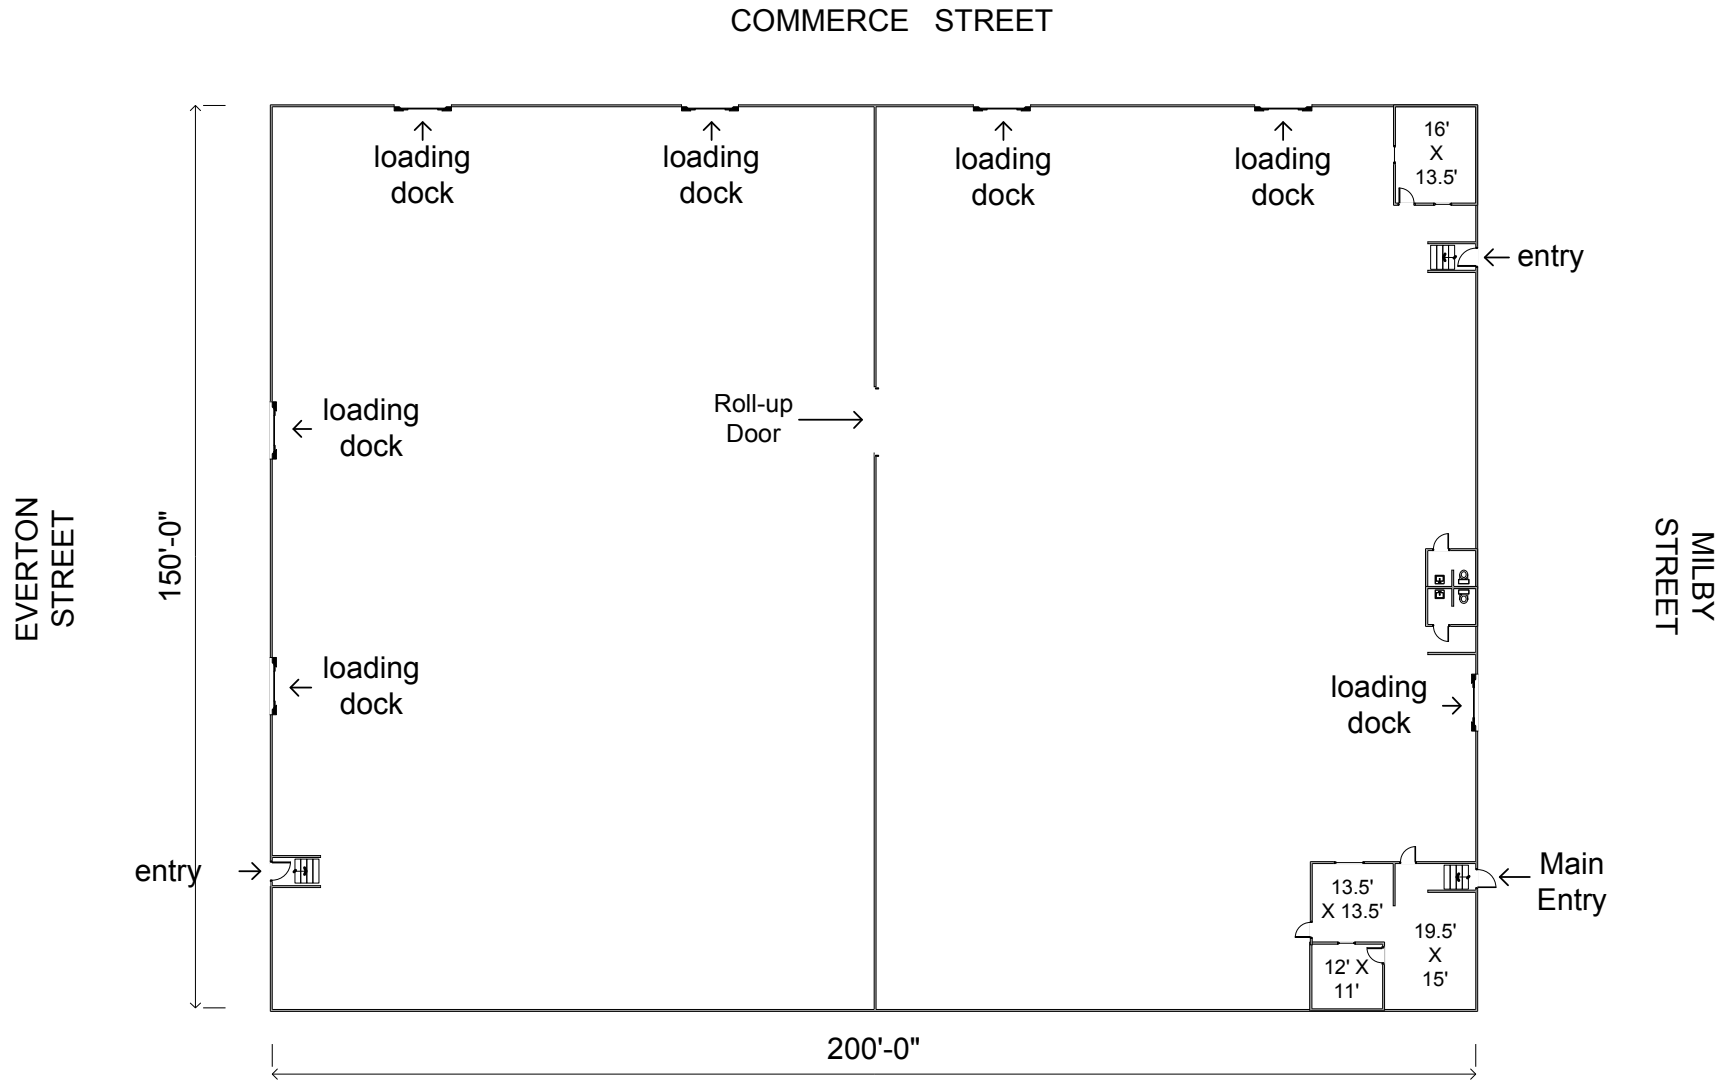 COMMERCE STREET
loading
dock
loading
dock
loading
dock
loading
dock
16'
X
13.5'
entry
loading
dock
Roll-up
Door
EVERTON
STREET
150'-0"
MILBY
STREET
loading
dock
loading
dock
entry
Main
Entry
13.5'
X 13.5'
19.5'
X
15'
12' X
11'
200'-0"